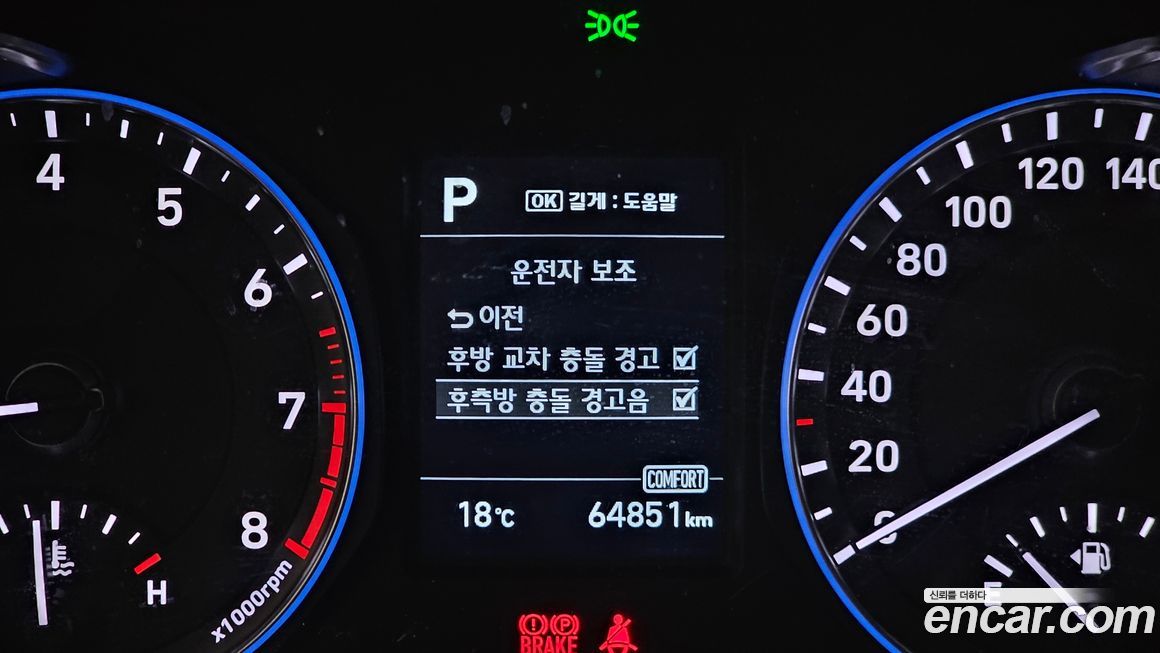 4
5
6
7
8
x1000rpm
H
P
OK 길게 : 도움말
운전자 보조
이전
후방 교차 충돌 경고
후측방 충돌 경고음
COMFORT
18℃
64851km
BRAKE
P
140
120
100
80
60
40
20
0
E
신뢰를 더하다
encar.com